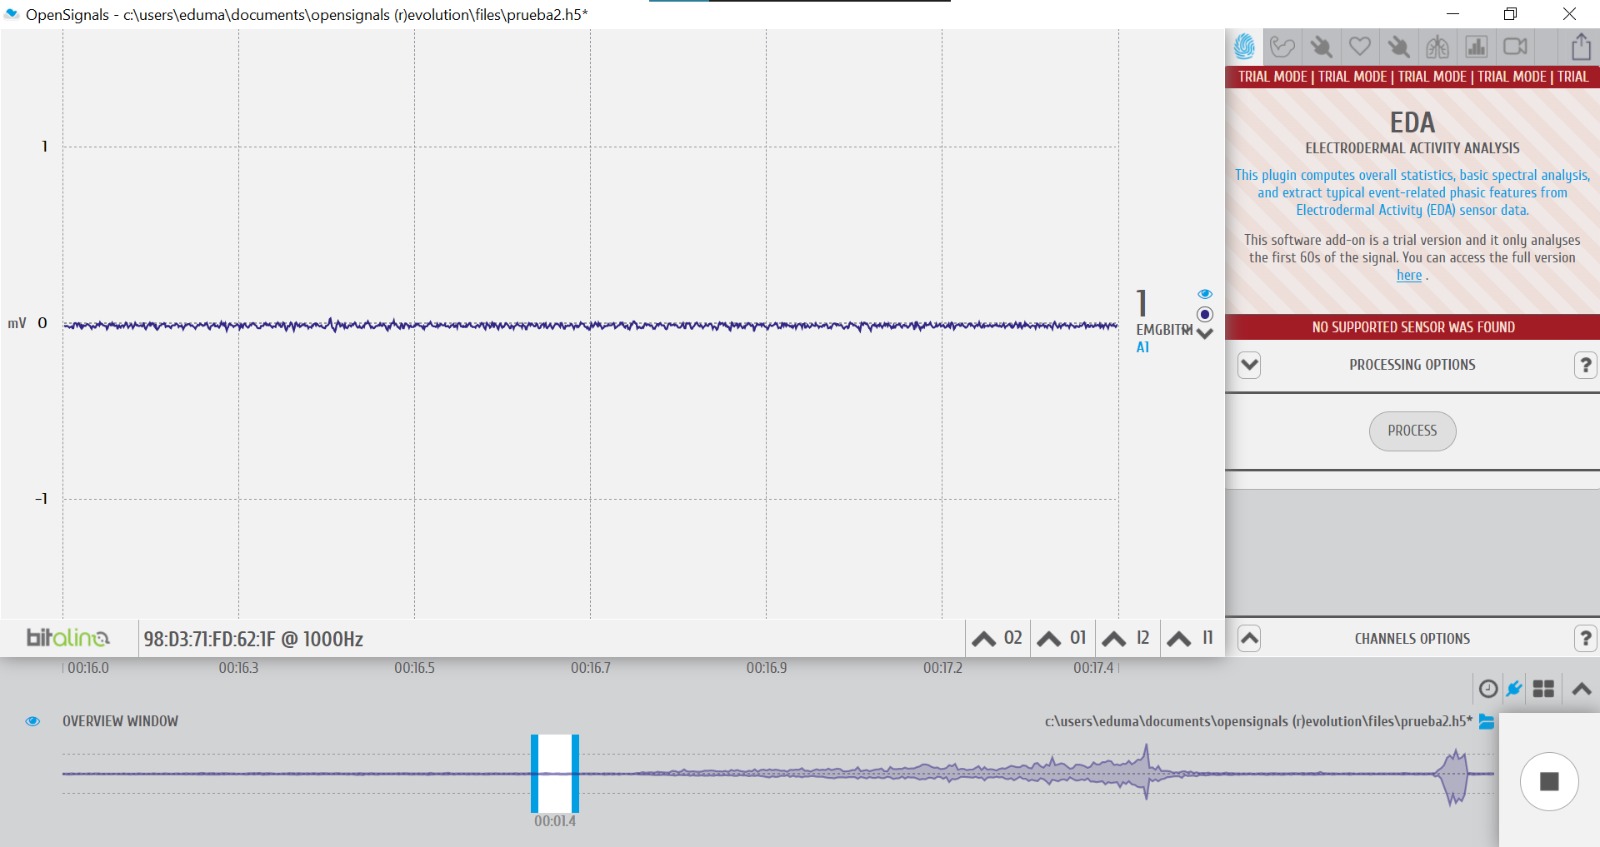 OpenSignals - c:\users\eduma\documents\opensignals (r)evolution\files\prueba2.h5*
TRIAL MODE | TRIAL MODE | TRIAL MODE | TRIAL MODE | TRIAL
EDA
ELECTRODERMAL ACTIVITY ANALYSIS
This plugin computes overall statistics, basic spectral analysis,
and extract typical event-related phasic features from
Electrodermal Activity (EDA) sensor data.
This software add-on is a trial version and it only analyses
the first 60s of the signal. You can access the full version
here .
NO SUPPORTED SENSOR WAS FOUND
PROCESSING OPTIONS ?
PROCESS
CHANNELS OPTIONS ?
1
mV 0
-1
1
EMGBITREV
A1
bitalino 98:D3:71:FD:62:1F @ 1000Hz O2 O1 I2 I1
00:16.0 00:16.3 00:16.5 00:16.7 00:16.9 00:17.2 00:17.4
OVERVIEW WINDOW c:\users\eduma\documents\opensignals (r)evolution\files\prueba2.h5*
00:01.4